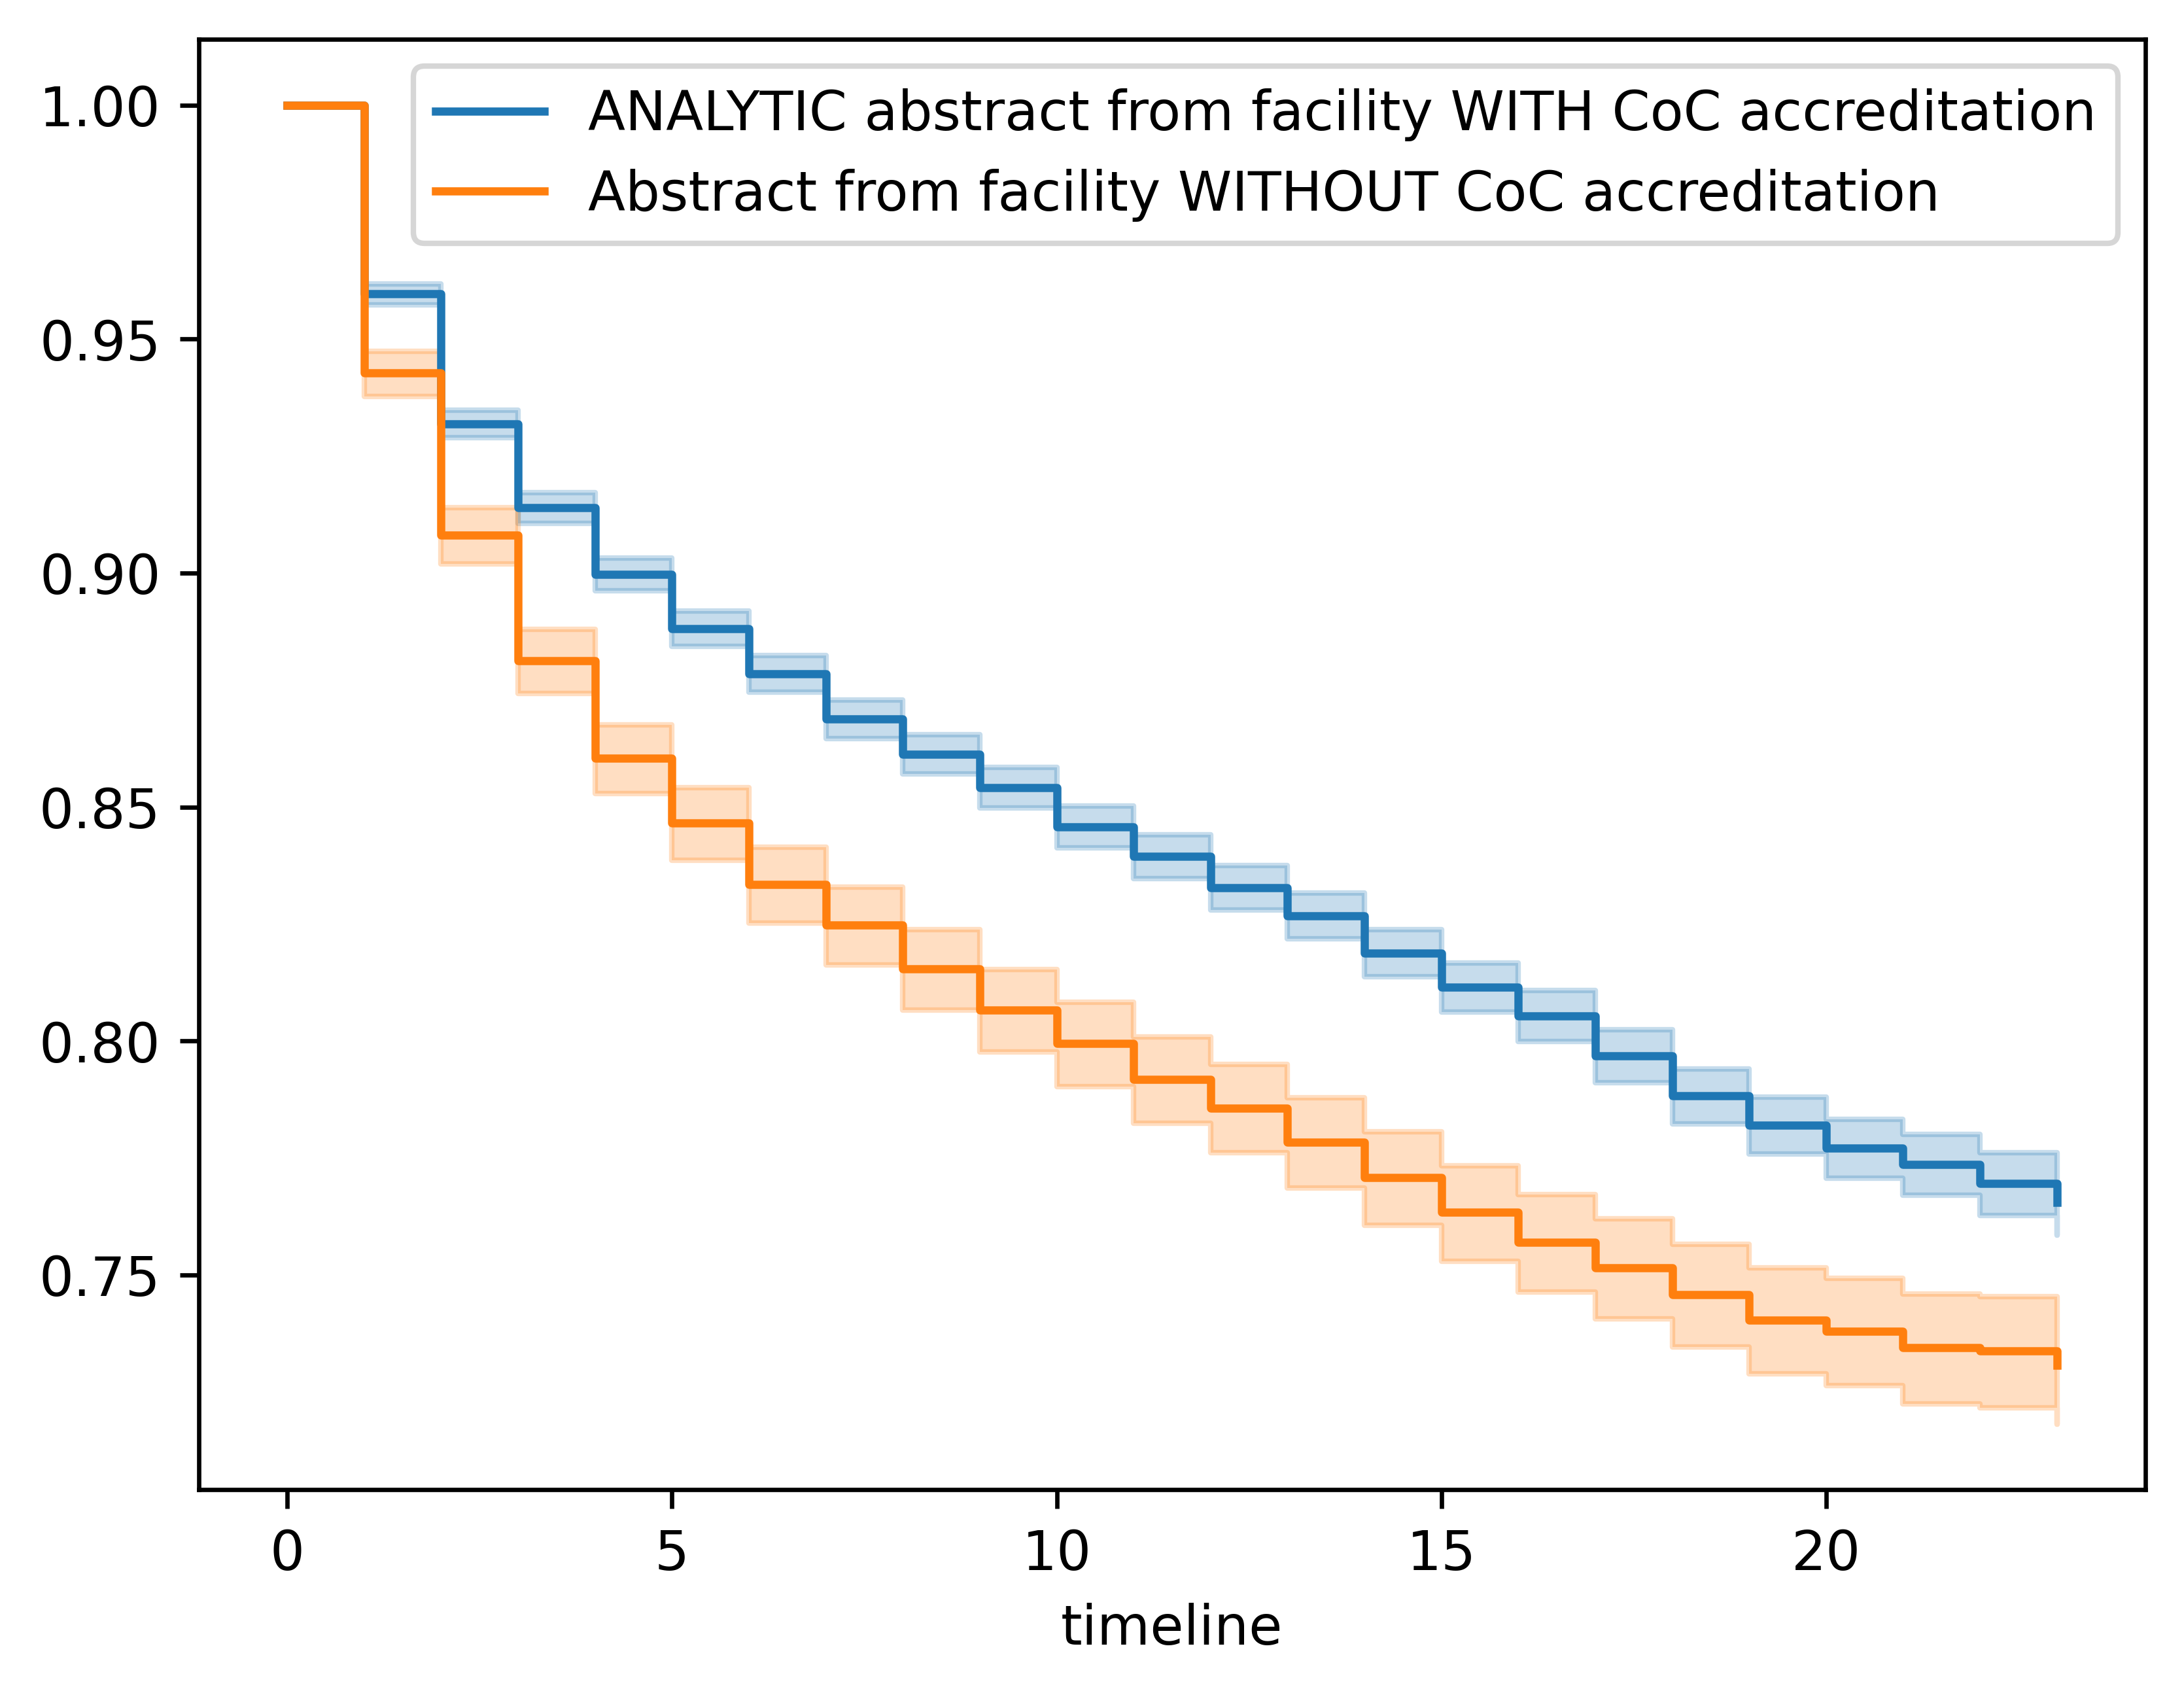 ANALYTIC abstract from facility WITH CoC accreditation
Abstract from facility WITHOUT CoC accreditation
1.00
0.95
0.90
0.85
0.80
0.75
0 5 10 15 20
timeline